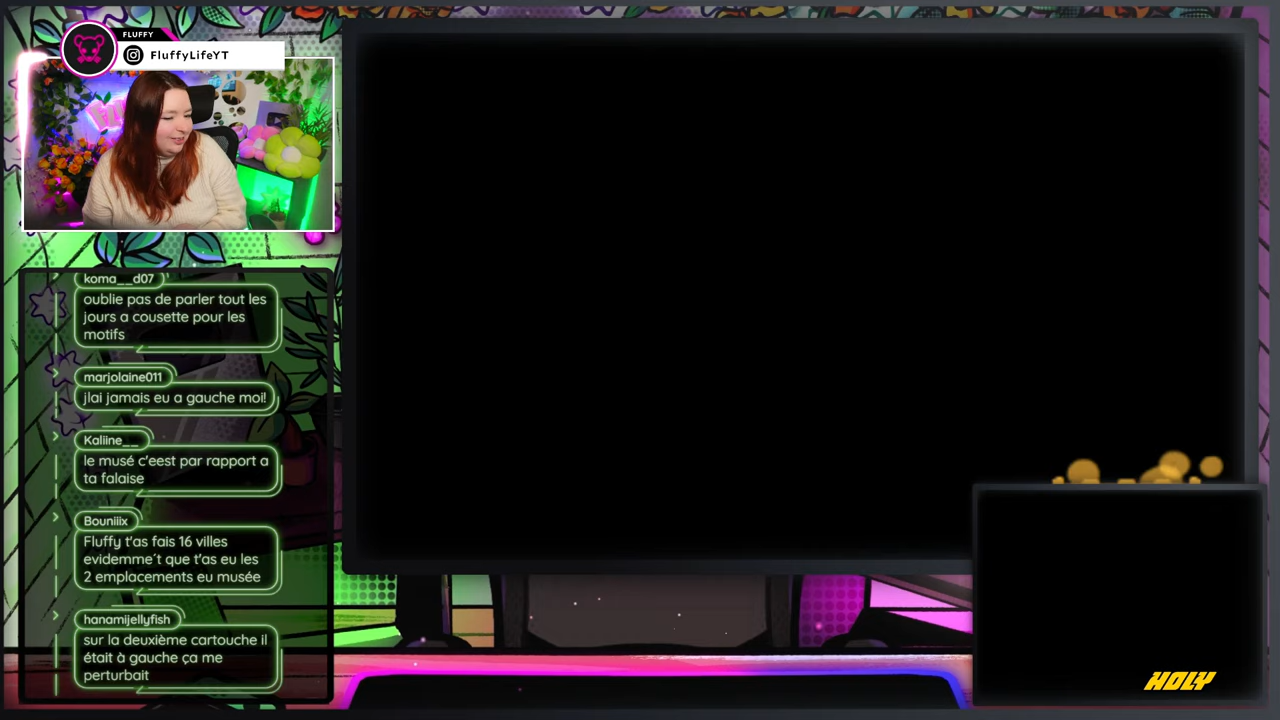 FLUFFY
FluffyLifeYT
koma__d07
oublie pas de parler tout les
jours a cousette pour les
motifs
marjolaine011
jlai jamais eu a gauche moi!
Kaliine__
le musé c'eest par rapport a
ta falaise
Bouniiix
Fluffy t'as fais 16 villes
evidemme´t que t'as eu les
2 emplacements eu musée
hanamijellyfish
sur la deuxième cartouche il
était à gauche ça me
perturbait
HOLY